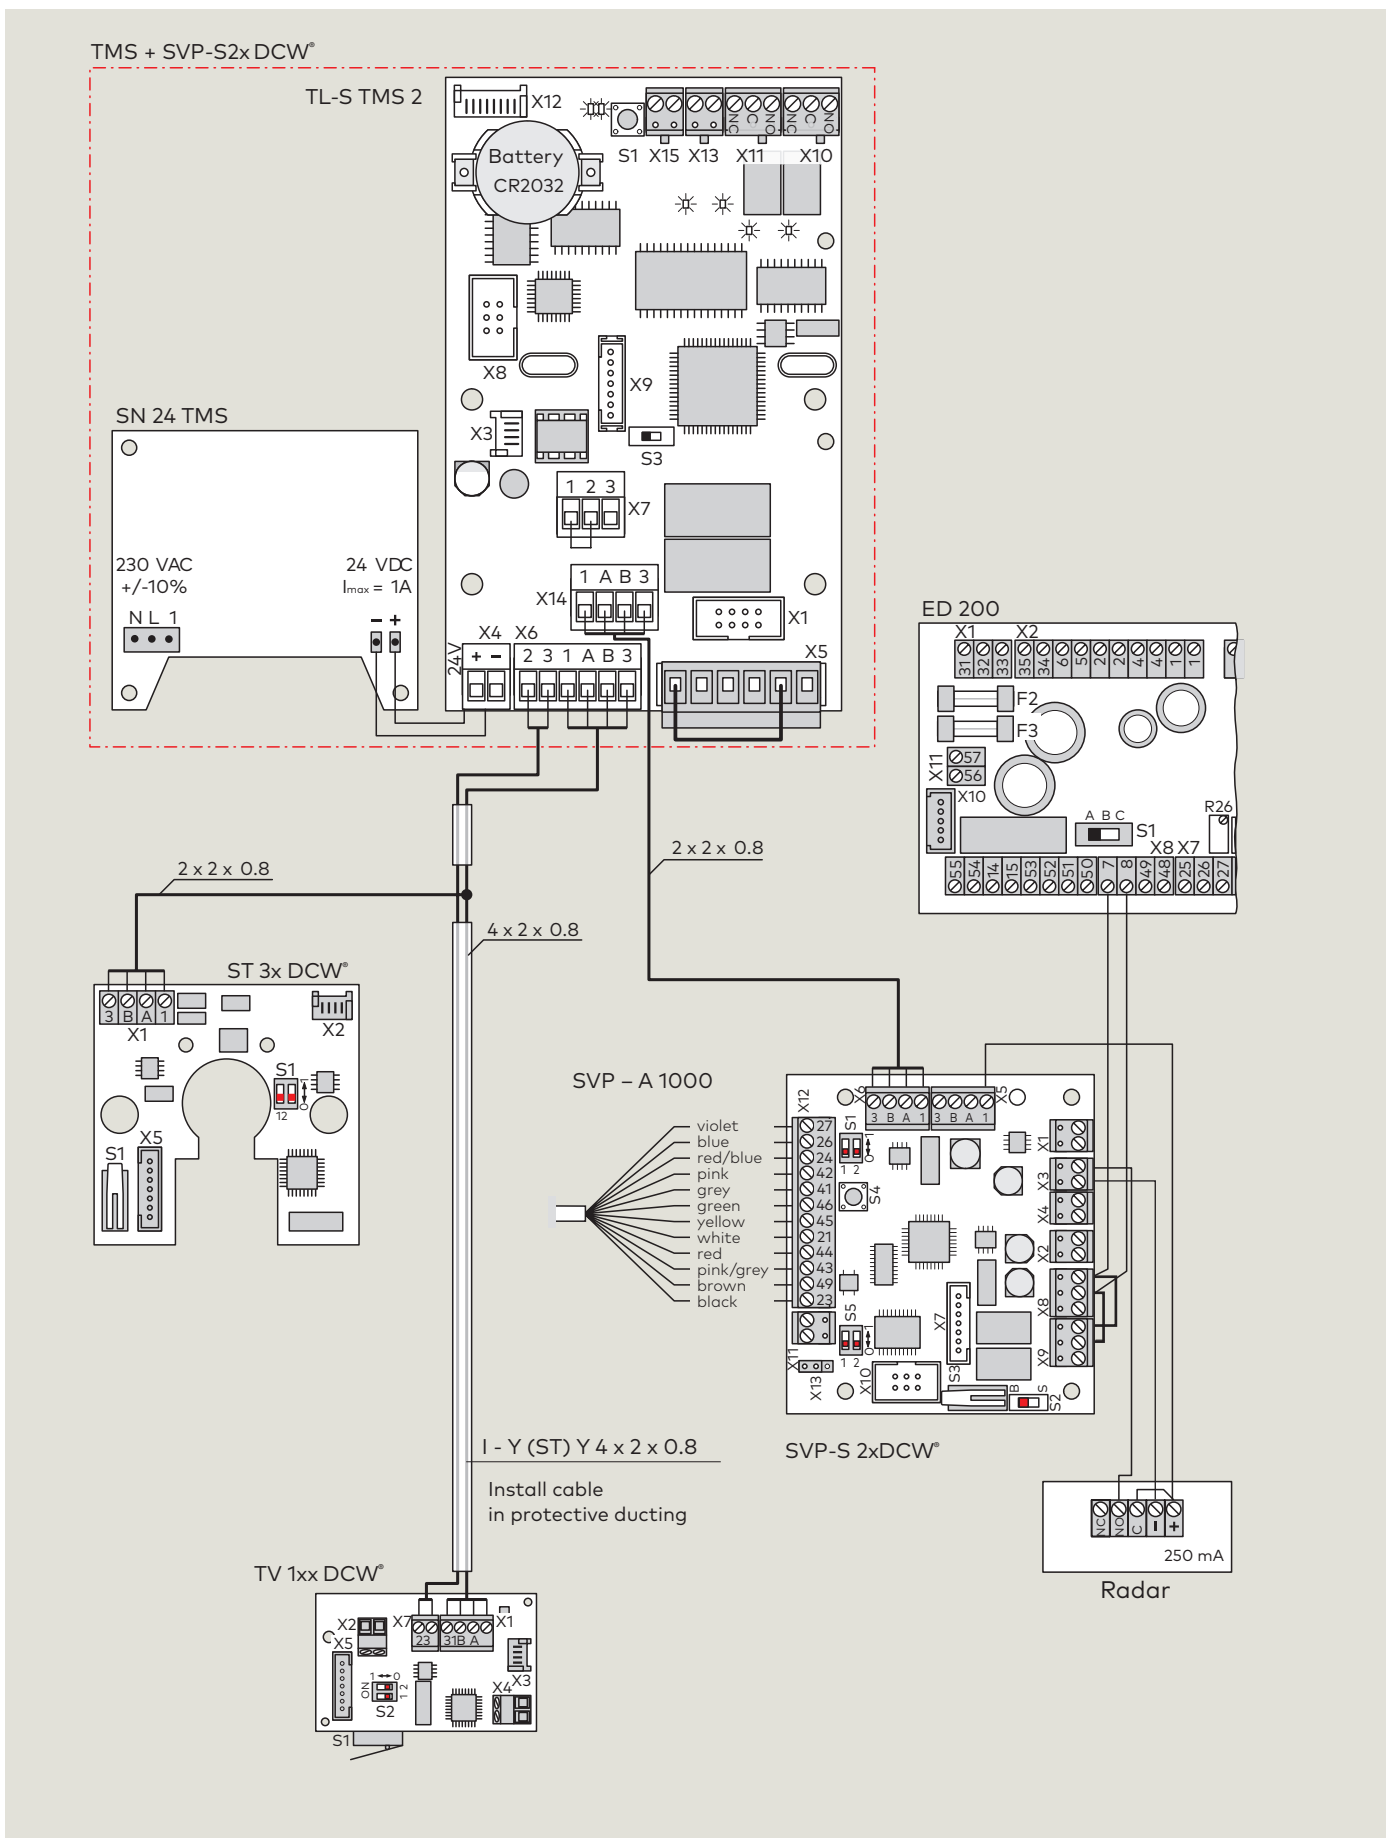 TMS + SVP-S2x DCW®
TL-S TMS 2
X12
Battery
CR2032
S1 X15 X13 X11 X10
NC C NO NC C NO
X8
X9
X3
S3
SN 24 TMS
1 2 3
X7
230 VAC
+/-10%
24 VDC
Imax = 1A
N L 1
- +
1 A B 3
X14
X1
X4 X6
24V
+ -
2 3 1 A B 3
X5
ED 200
X1 X2
31 32 33 35 34 6 5 2 2 4 4 1 1
F2
F3
X11
57
56
X10
A B C
S1
R26
X8 X7
55 54 14 15 53 52 51 50 7 8 49 48 25 26 27
2 x 2 x 0.8
2 x 2 x 0.8
4 x 2 x 0.8
ST 3x DCW®
3 B A 1
X1
X2
S1
1
0
12
S1 X5
SVP – A 1000
X12
X6
3 B A 1
X5
3 B A 1
violet 27
blue 26
red/blue 24
pink 42
grey 41
green 46
yellow 45
white 21
red 44
pink/grey 43
brown 49
black 23
S1
1
0
1 2
S4
X1
X3
X4
X2
X8
X9
S5
1
0
1 2
X11
X13
X10
X7
S3
B S
S2
SVP-S 2xDCW®
I - Y (ST) Y 4 x 2 x 0.8
Install cable
in protective ducting
NC NO C - +
250 mA
Radar
TV 1xx DCW®
X2 X7 X1
23 31B A
X5
1 0
ON
1 2
S2
X3
X4
S1